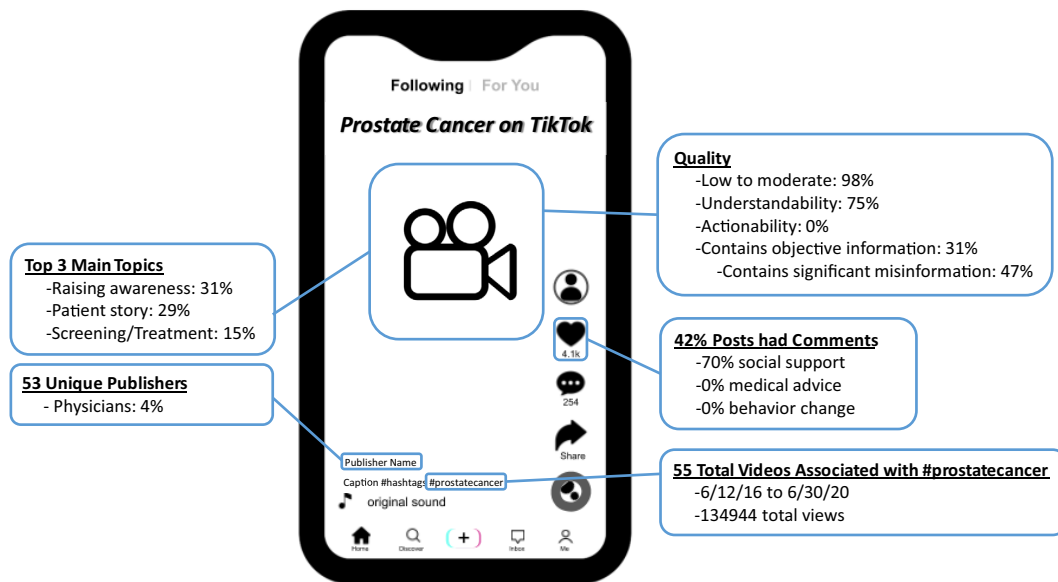 Following | For You
Prostate Cancer on TikTok
Quality
-Low to moderate: 98%
-Understandability: 75%
-Actionability: 0%
-Contains objective information: 31%
-Contains significant misinformation: 47%
Top 3 Main Topics
-Raising awareness: 31%
-Patient story: 29%
-Screening/Treatment: 15%
53 Unique Publishers
- Physicians: 4%
4.1k
42% Posts had Comments
-70% social support
-0% medical advice
-0% behavior change
254
Share
Publisher Name
Caption #hashtags #prostatecancer
original sound
55 Total Videos Associated with #prostatecancer
-6/12/16 to 6/30/20
-134944 total views
Home
Discover
Inbox
Me